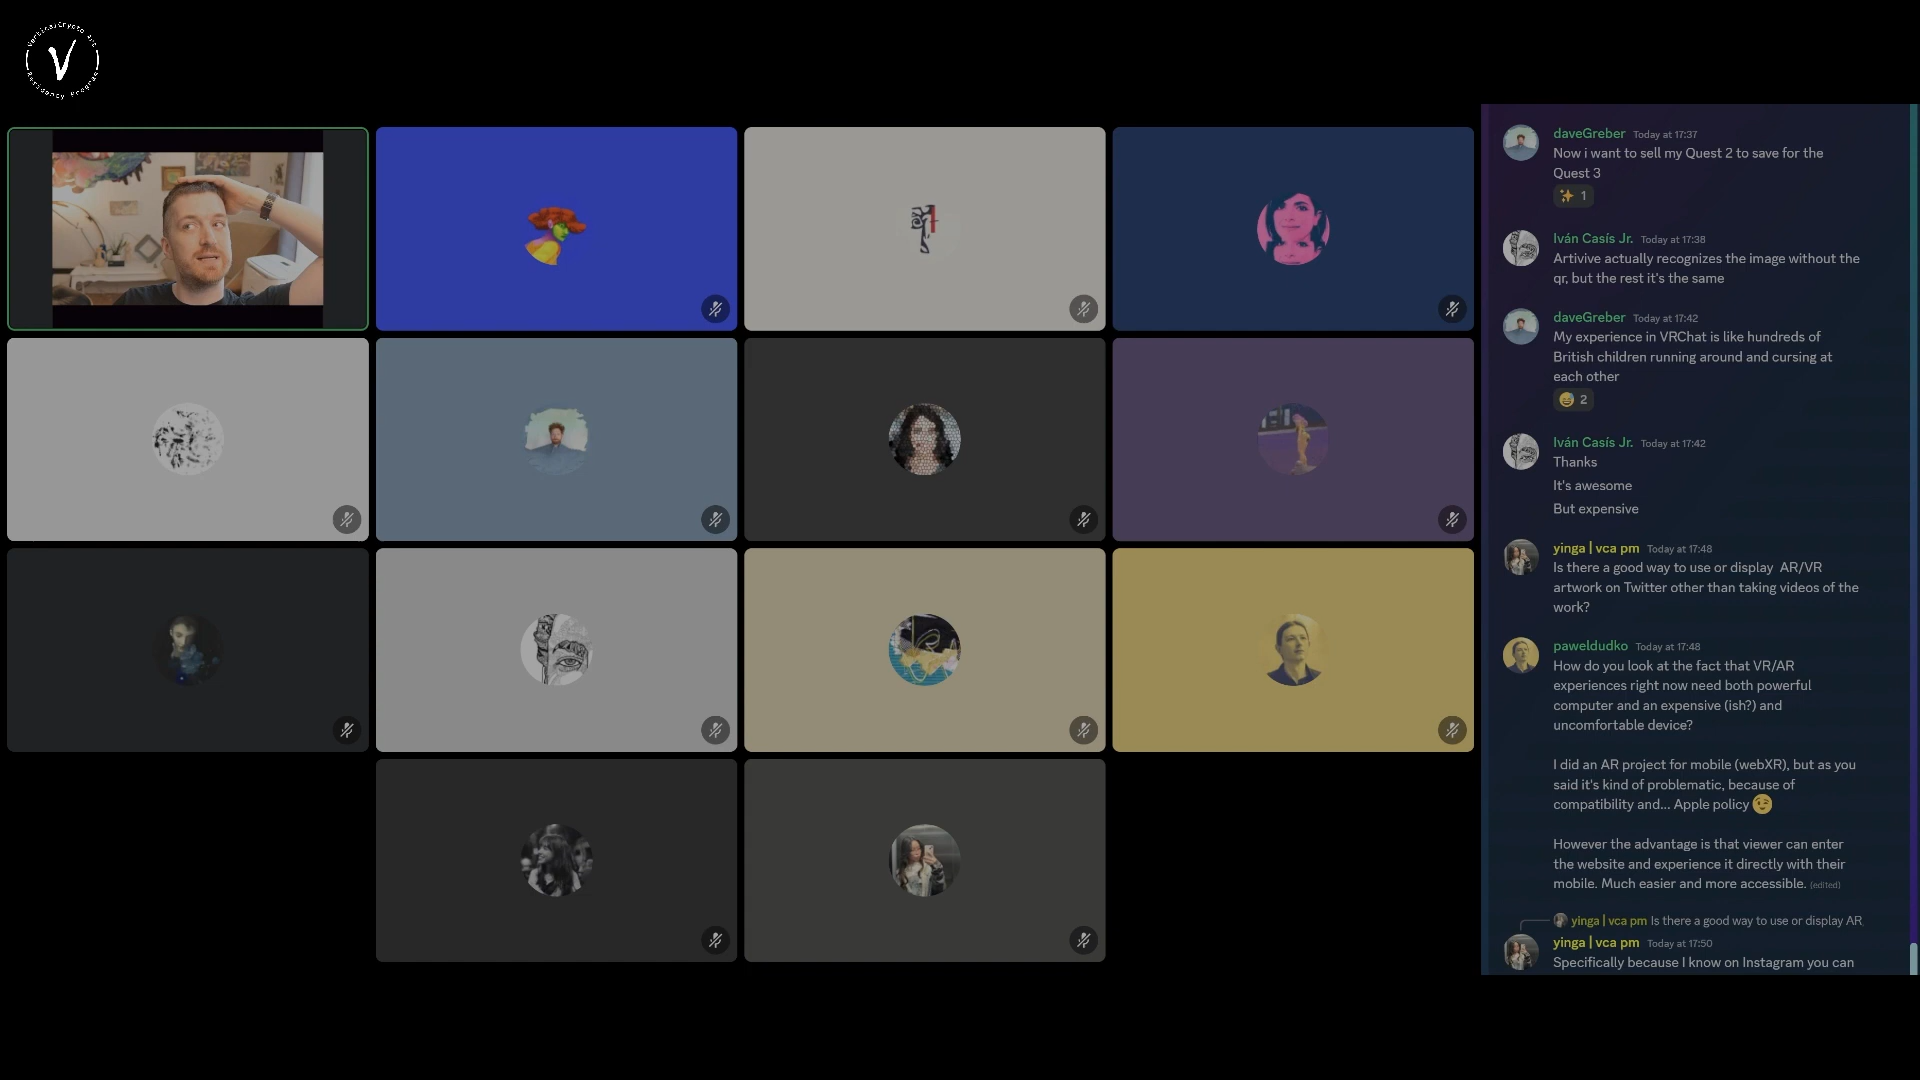 VerticalCrypto Art
V
Residency Program
daveGreber Today at 17:37
Now i want to sell my Quest 2 to save for the
Quest 3
1
Iván Casís Jr. Today at 17:38
Artivive actually recognizes the image without the
qr, but the rest it's the same
daveGreber Today at 17:42
My experience in VRChat is like hundreds of
British children running around and cursing at
each other
2
Iván Casís Jr. Today at 17:42
Thanks
It's awesome
But expensive
yinga | vca pm Today at 17:48
Is there a good way to use or display AR/VR
artwork on Twitter other than taking videos of the
work?
paweldudko Today at 17:48
How do you look at the fact that VR/AR
experiences right now need both powerful
computer and an expensive (ish?) and
uncomfortable device?
I did an AR project for mobile (webXR), but as you
said it's kind of problematic, because of
compatibility and... Apple policy
However the advantage is that viewer can enter
the website and experience it directly with their
mobile. Much easier and more accessible. (edited)
yinga | vca pm Is there a good way to use or display AR
yinga | vca pm Today at 17:50
Specifically because I know on Instagram you can